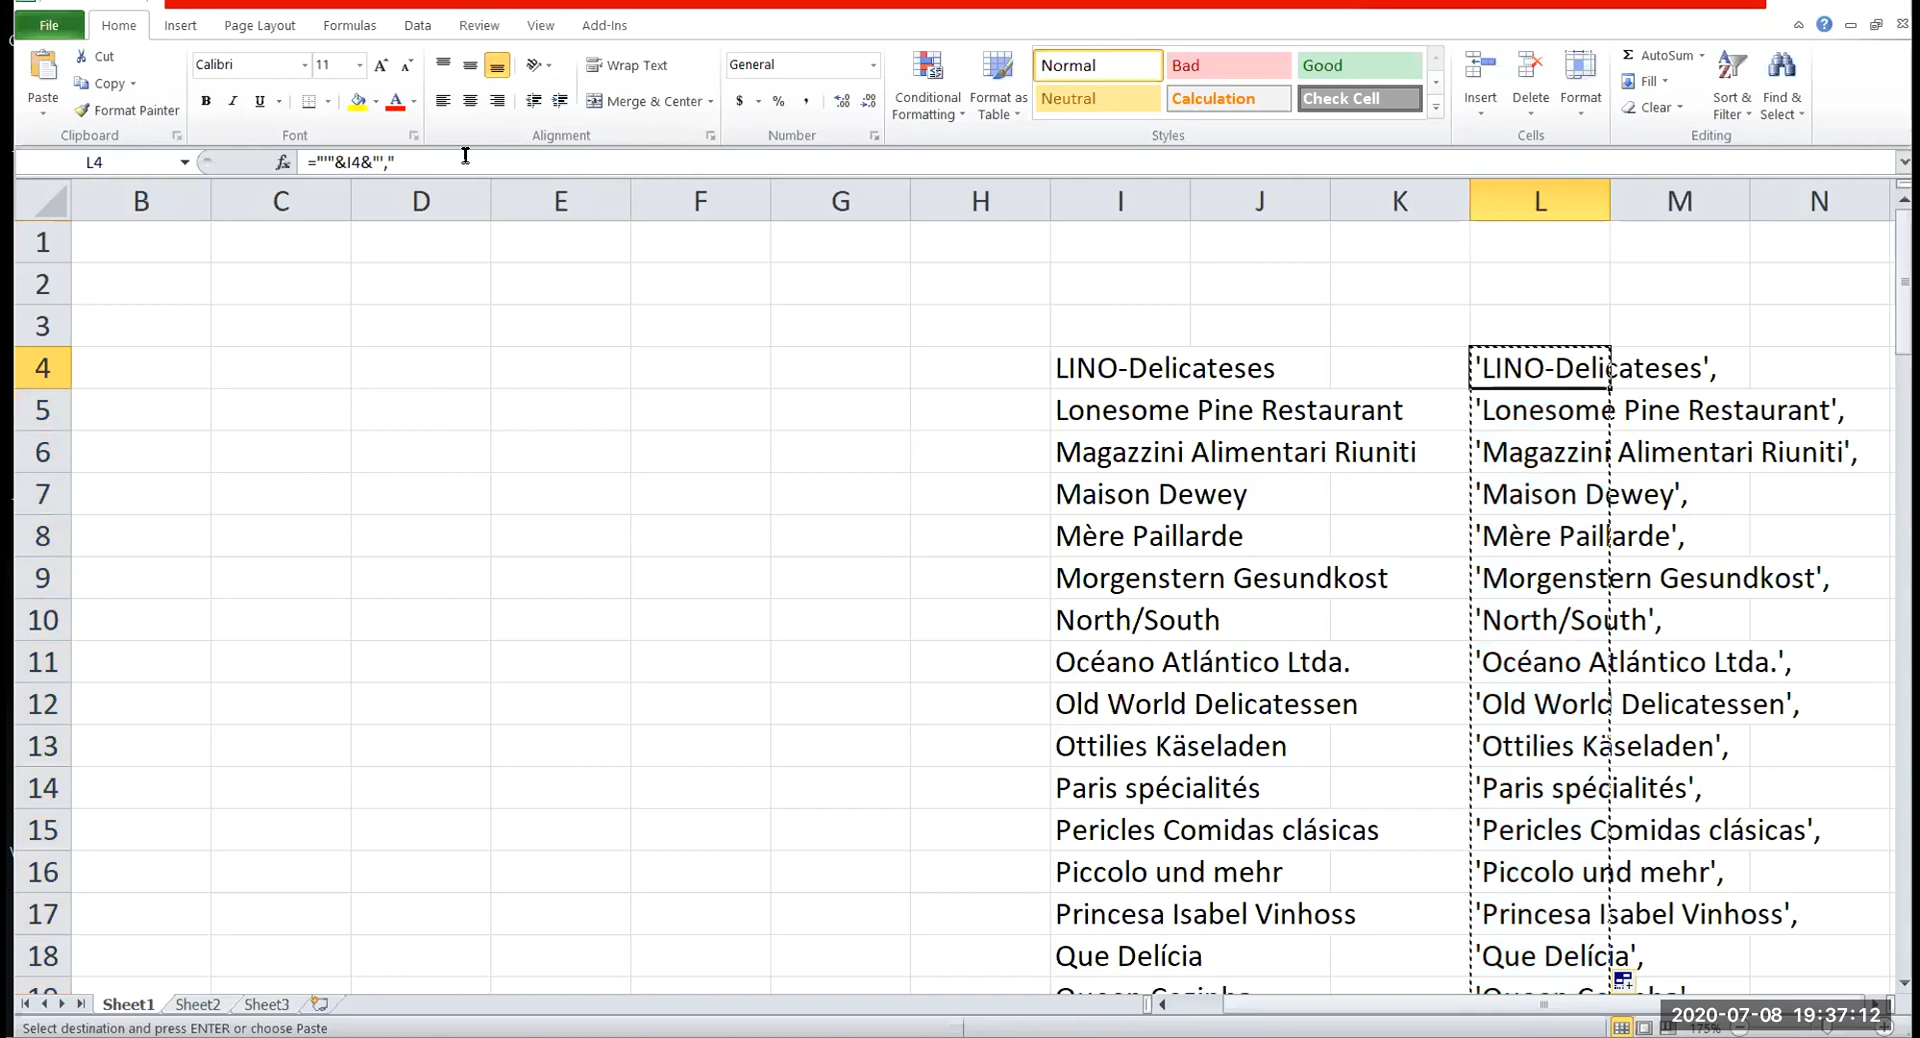 File Home Insert Page Layout Formulas Data Review View Add-Ins
Cut Calibri 11 Wrap Text General Normal Bad Good AutoSum
Paste Copy Conditional Formatting Format as Table Neutral Calculation Check Cell Insert Delete Format Fill Sort & Filter Find & Select
Format Painter B I U Merge & Center $ % , Clear
Clipboard Font Alignment Number Styles Cells Editing
L4 fx ="'"&I4&"',"
B C D E F G H I J K L M N
1
2
3
4 LINO-Delicateses 'LINO-Delicateses',
5 Lonesome Pine Restaurant 'Lonesome Pine Restaurant',
6 Magazzini Alimentari Riuniti 'Magazzini Alimentari Riuniti',
7 Maison Dewey 'Maison Dewey',
8 Mère Paillarde 'Mère Paillarde',
9 Morgenstern Gesundkost 'Morgenstern Gesundkost',
10 North/South 'North/South',
11 Océano Atlántico Ltda. 'Océano Atlántico Ltda.',
12 Old World Delicatessen 'Old World Delicatessen',
13 Ottilies Käseladen 'Ottilies Käseladen',
14 Paris spécialités 'Paris spécialités',
15 Pericles Comidas clásicas 'Pericles Comidas clásicas',
16 Piccolo und mehr 'Piccolo und mehr',
17 Princesa Isabel Vinhoss 'Princesa Isabel Vinhoss',
18 Que Delícia 'Que Delícia',
Sheet1 Sheet2 Sheet3
2020-07-08 19:37:12
Select destination and press ENTER or choose Paste 175%